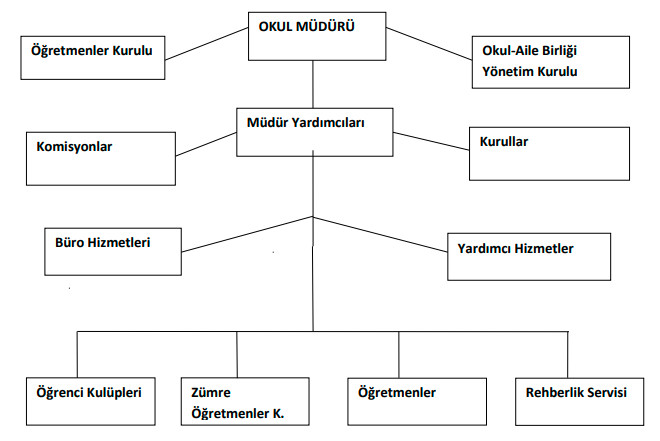 OKUL MÜDÜRÜ
Öğretmenler Kurulu
Okul-Aile Birliği
Yönetim Kurulu
Müdür Yardımcıları
Komisyonlar
Kurullar
Büro Hizmetleri
Yardımcı Hizmetler
Öğrenci Kulüpleri
Zümre
Öğretmenler K.
Öğretmenler
Rehberlik Servisi